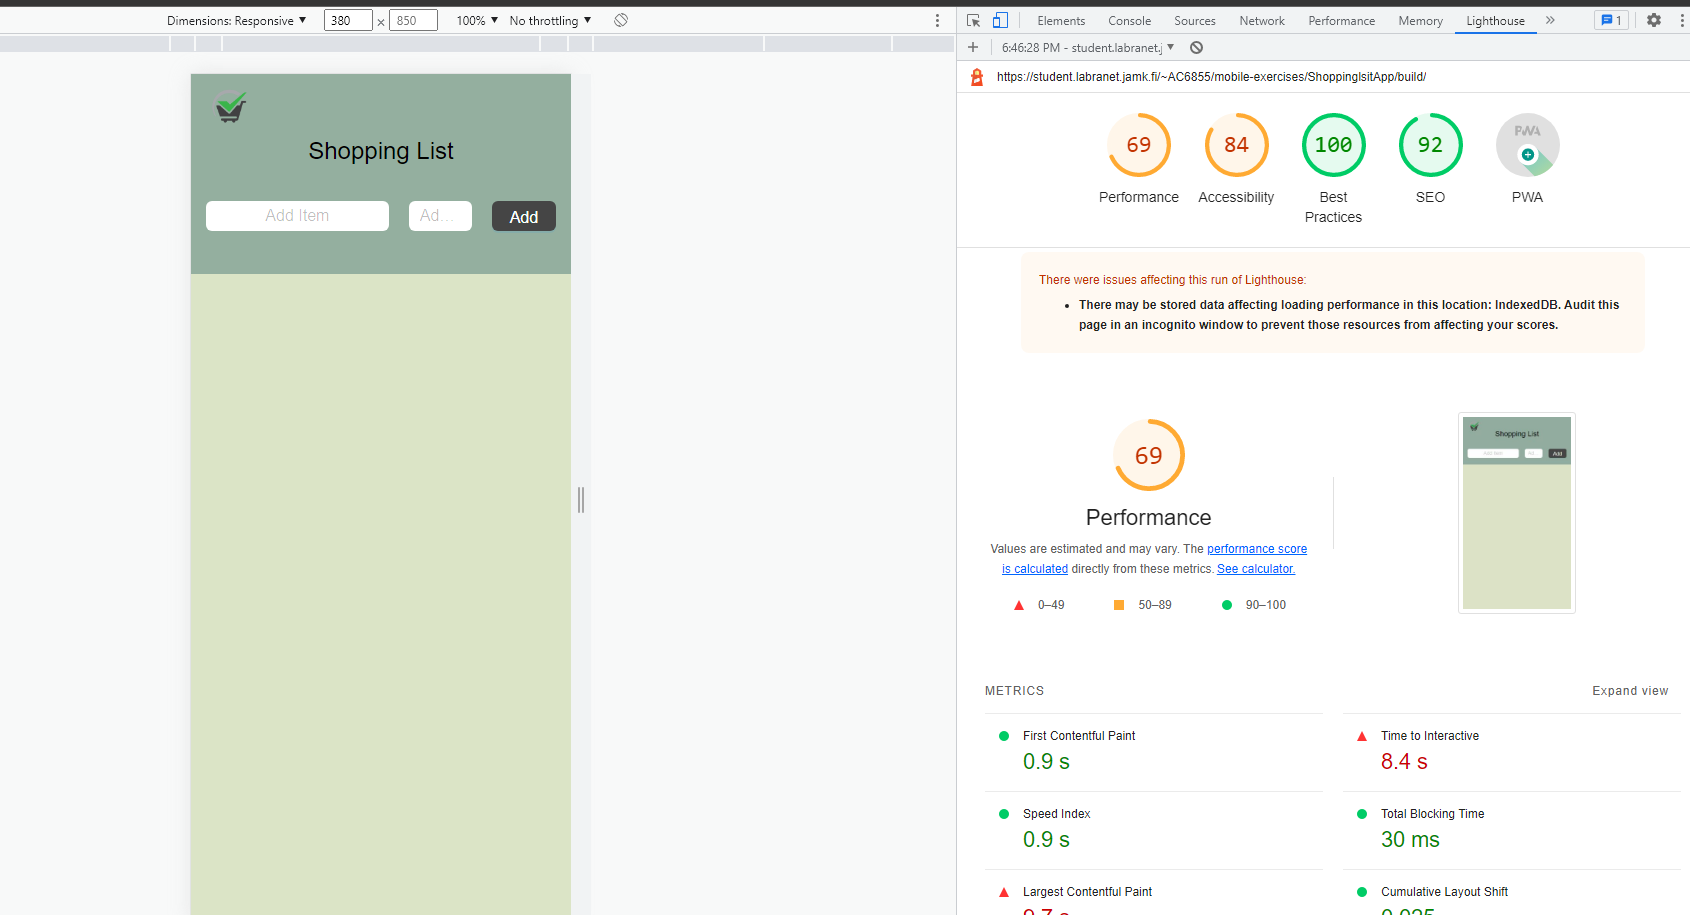 Dimensions: Responsive ▼ 380 × 850 100% ▼ No throttling ▼
Elements Console Sources Network Performance Memory Lighthouse » 1
6:46:28 PM - student.labranet.j ▼
https://student.labranet.jamk.fi/~AC6855/mobile-exercises/ShoppinglsitApp/build/
Shopping List
Add Item Ad... Add
69 84 100 92 PWA
Performance Accessibility Best Practices SEO PWA
There were issues affecting this run of Lighthouse:
• There may be stored data affecting loading performance in this location: IndexedDB. Audit this
page in an incognito window to prevent those resources from affecting your scores.
69
Performance
Values are estimated and may vary. The performance score
is calculated directly from these metrics. See calculator.
0–49 50–89 90–100
Shopping List
Add
METRICS Expand view
First Contentful Paint
0.9 s
Time to Interactive
8.4 s
Speed Index
0.9 s
Total Blocking Time
30 ms
Largest Contentful Paint
Cumulative Layout Shift